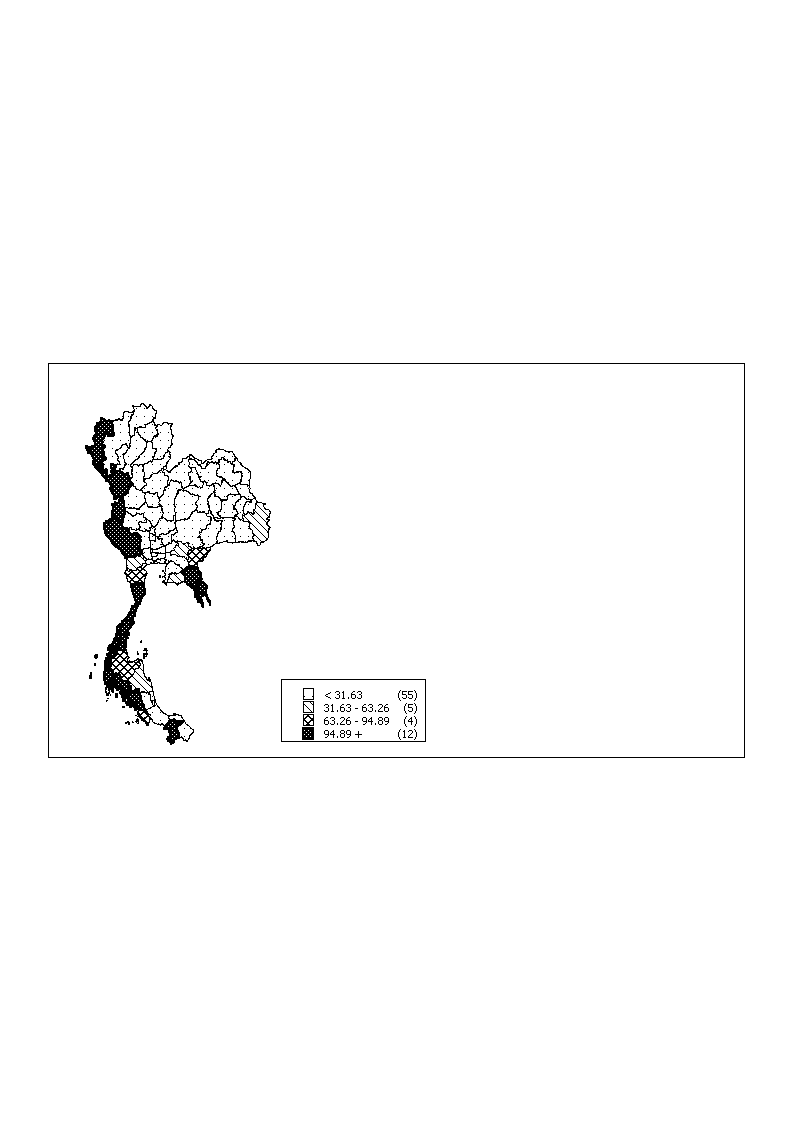 < 31.63 (55)
31.63 - 63.26 (5)
63.26 - 94.89 (4)
94.89 + (12)